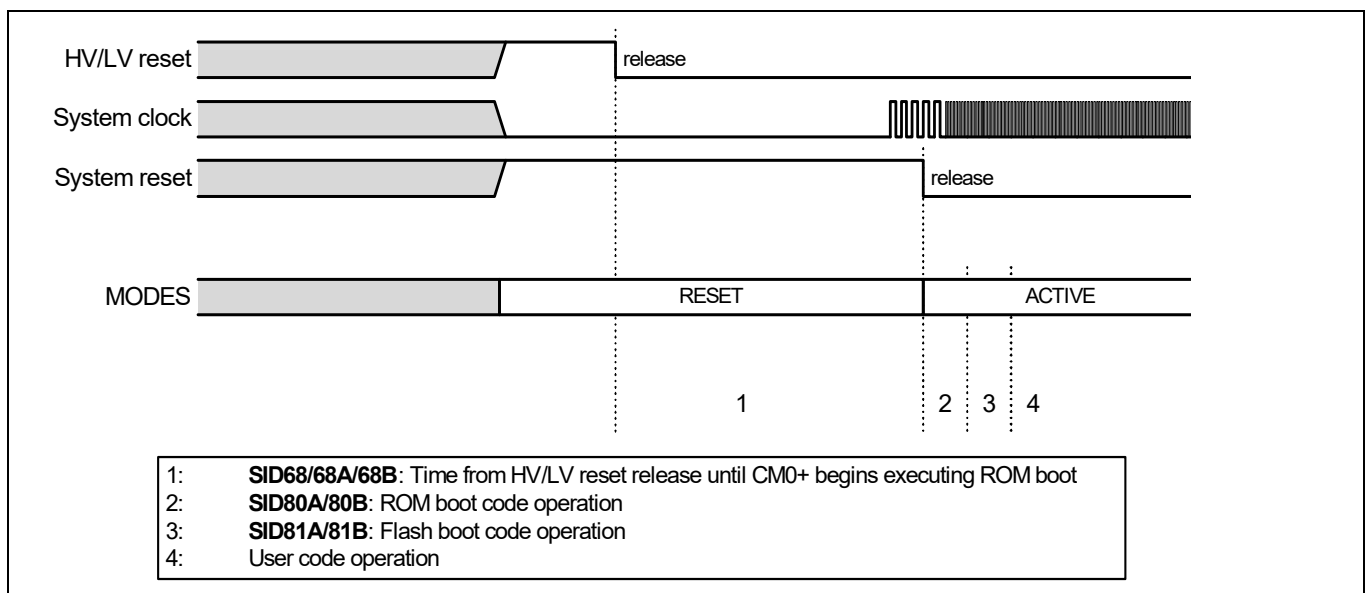 HV/LV reset
release
System clock
System reset
release
MODES
RESET
ACTIVE
1
2
3
4
1: SID68/68A/68B: Time from HV/LV reset release until CM0+ begins executing ROM boot
2: SID80A/80B: ROM boot code operation
3: SID81A/81B: Flash boot code operation
4: User code operation